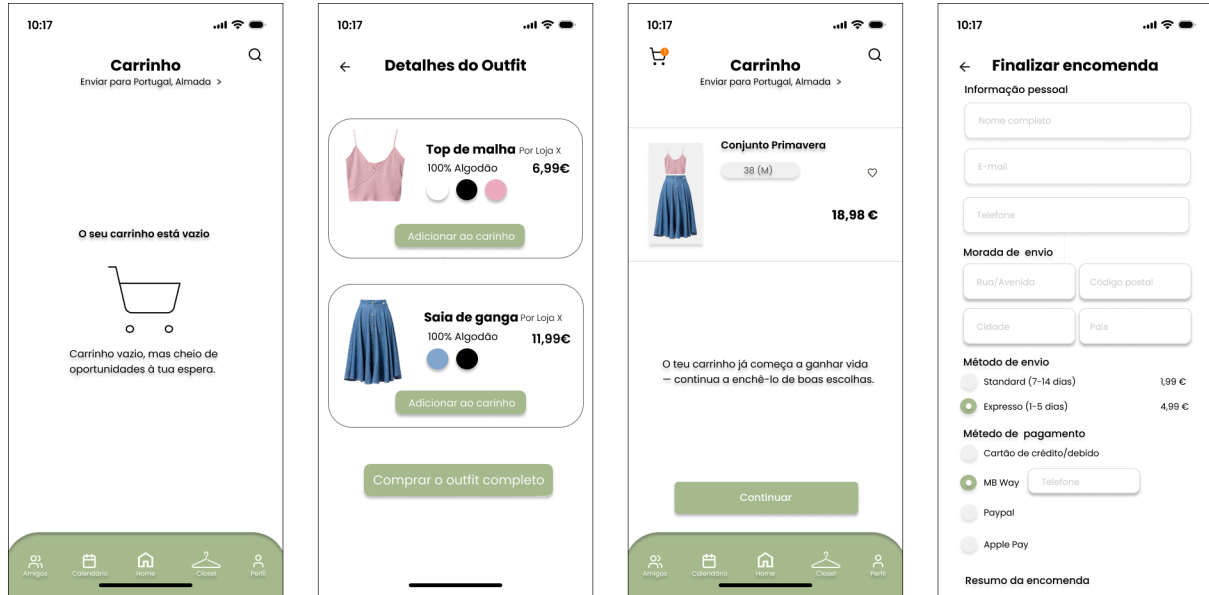 10:17
Carrinho
Enviar para Portugal, Almada >
O seu carrinho está vazio
Carrinho vazio, mas cheio de
oportunidades à tua espera.
Amigos Calendário Home Closet Perfil
10:17
Detalhes do Outfit
Top de malha Por Loja X
100% Algodão 6,99€
Adicionar ao carinho
Saia de ganga Por Loja X
100% Algodão 11,99€
Adicionar ao carinho
Comprar o outfit completo
10:17
1
Carrinho
Enviar para Portugal, Almada >
Conjunto Primavera
38 (M)
18,98 €
O teu carrinho já começa a ganhar vida
— continua a enchê-lo de boas escolhas.
Continuar
Amigos Calendário Home Closet Perfil
10:17
Finalizar encomenda
Informação pessoal
Nome completo
E-mail
Telefone
Morada de envio
Rua/Avenida Código postal
Cidade País
Método de envio
Standard (7-14 dias) 1,99 €
Expresso (1-5 dias) 4,99 €
Métedo de pagamento
Cartão de crédito/debido
MB Way Telefone
Paypal
Apple Pay
Resumo da encomenda